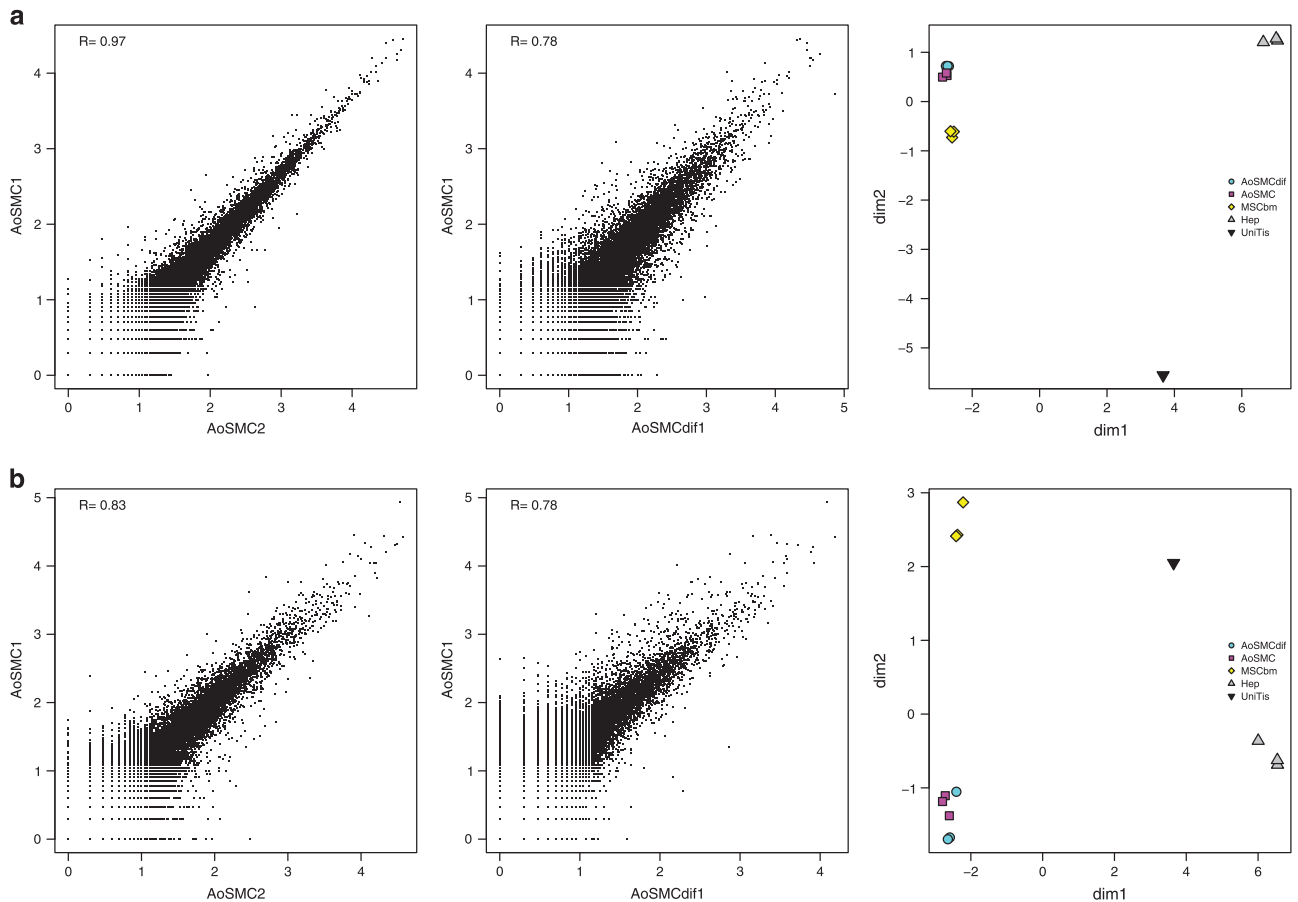 a
R= 0.97
AoSMC1
4
3
2
1
0
0 1 2 3 4
AoSMC2
R= 0.78
AoSMC1
4
3
2
1
0
0 1 2 3 4 5
AoSMCdif1
dim2
1
0
−1
−2
−3
−4
−5
AoSMCdif
AoSMC
MSCbm
Hep
UniTis
−2 0 2 4 6
dim1
b
R= 0.83
AoSMC1
5
4
3
2
1
0
0 1 2 3 4
AoSMC2
R= 0.78
AoSMC1
5
4
3
2
1
0
0 1 2 3 4
AoSMCdif1
dim2
3
2
1
0
−1
AoSMCdif
AoSMC
MSCbm
Hep
UniTis
−2 0 2 4 6
dim1